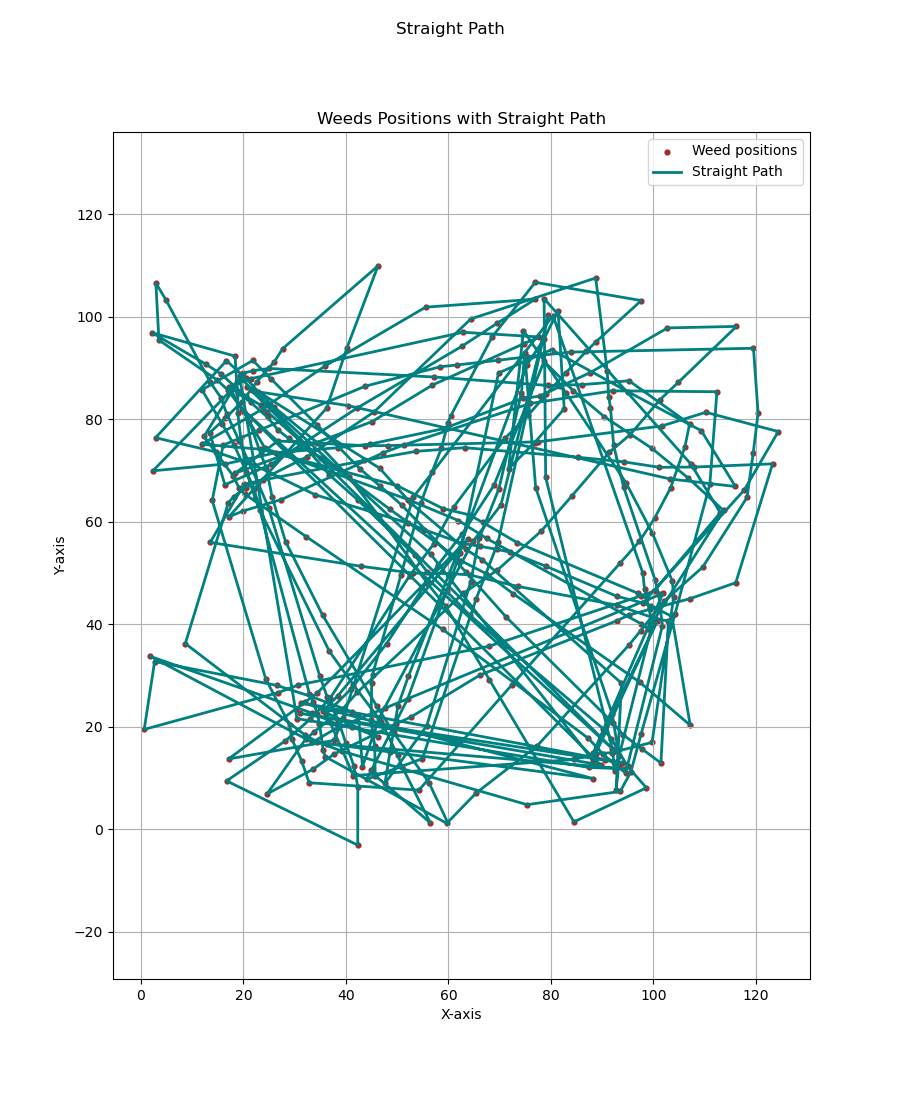 Straight Path
Weeds Positions with Straight Path
Weed positions
Straight Path
120
100
80
60
40
20
0
−20
Y-axis
0 20 40 60 80 100 120
X-axis